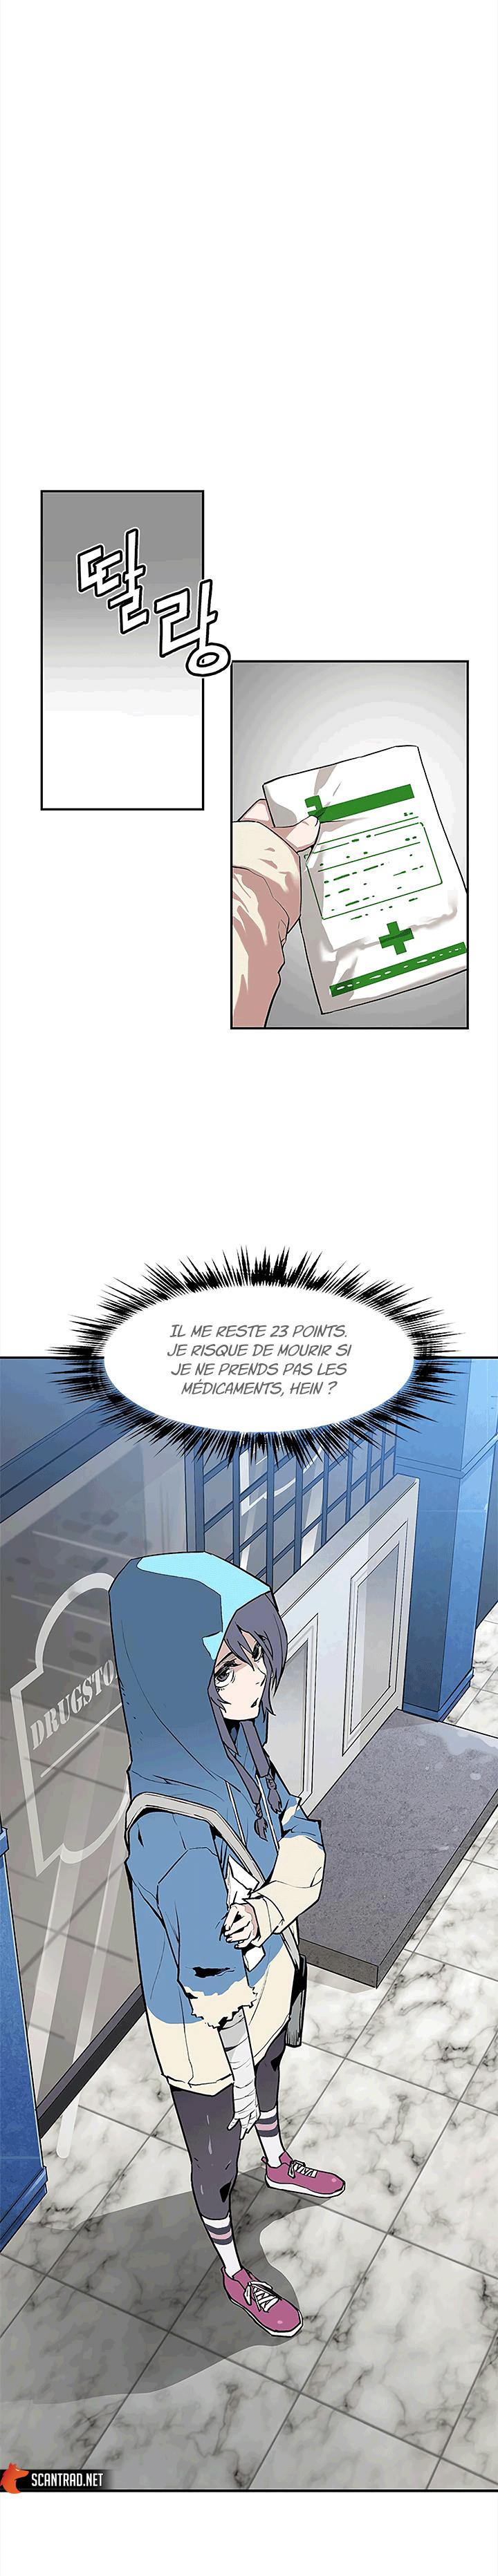 딸랑
IL ME RESTE 23 POINTS.
JE RISQUE DE MOURIR SI
JE NE PRENDS PAS LES
MÉDICAMENTS, HEIN ?
DRUGSTO
SCANTRAD.NET